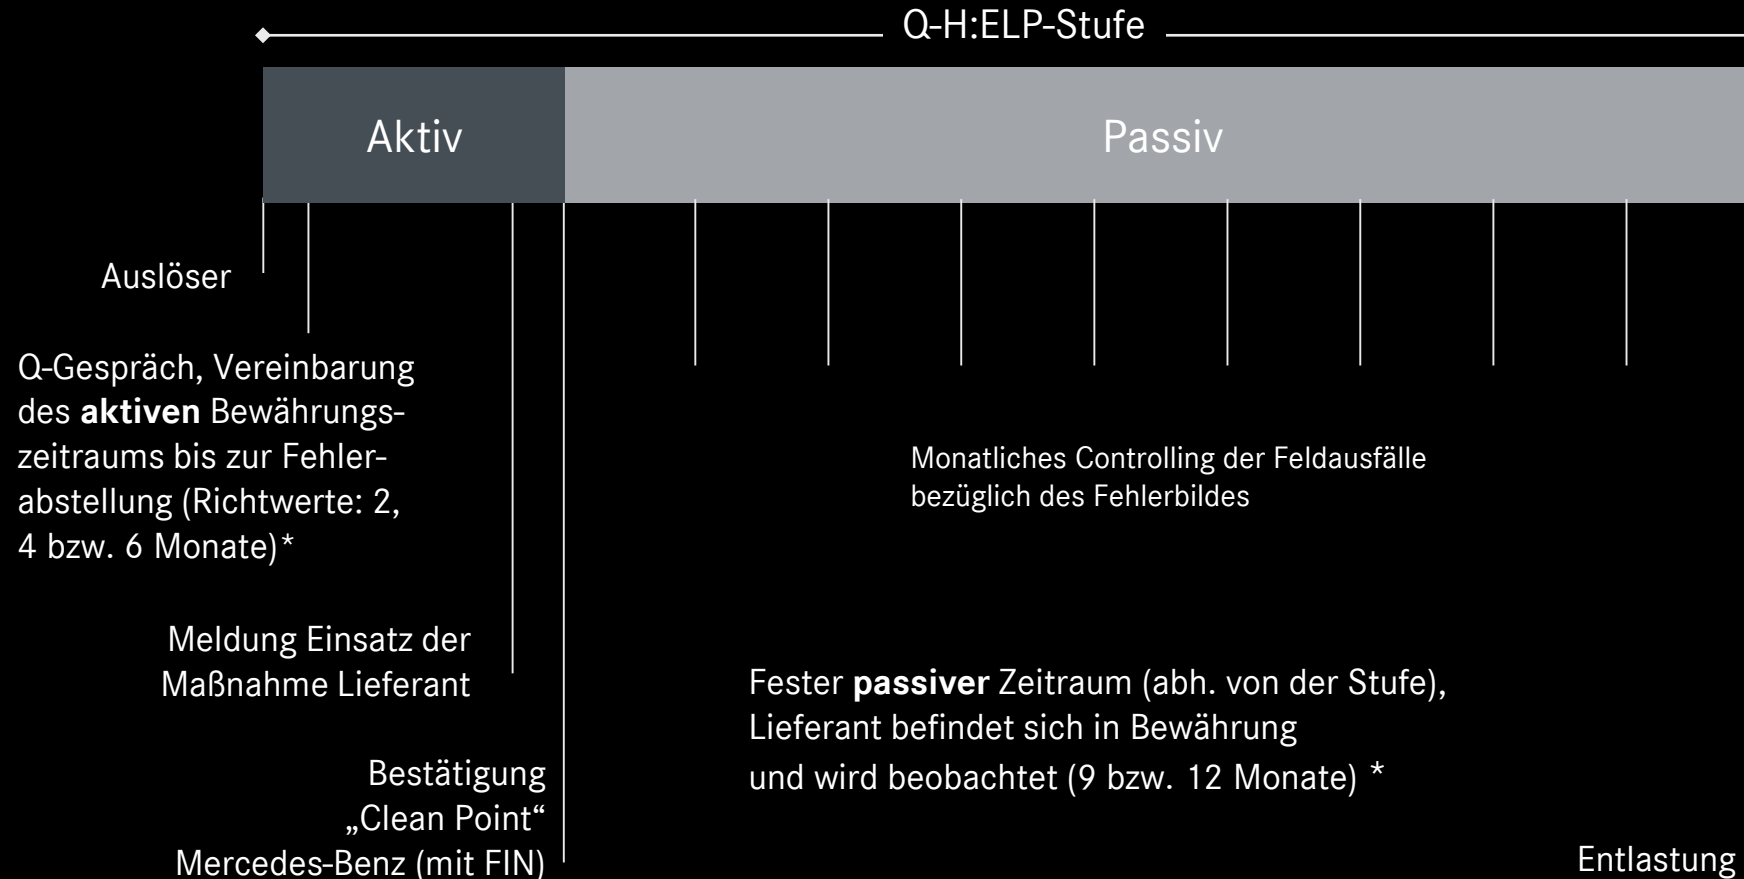 Q-H:ELP-Stufe
Aktiv
Passiv
Auslöser
Q-Gespräch, Vereinbarung
des aktiven Bewährungs-
zeitraums bis zur Fehler-
abstellung (Richtwerte: 2,
4 bzw. 6 Monate)*
Monatliches Controlling der Feldausfälle
bezüglich des Fehlerbildes
Meldung Einsatz der
Maßnahme Lieferant
Fester passiver Zeitraum (abh. von der Stufe),
Lieferant befindet sich in Bewährung
und wird beobachtet (9 bzw. 12 Monate) *
Bestätigung
„Clean Point“
Mercedes-Benz (mit FIN)
Entlastung